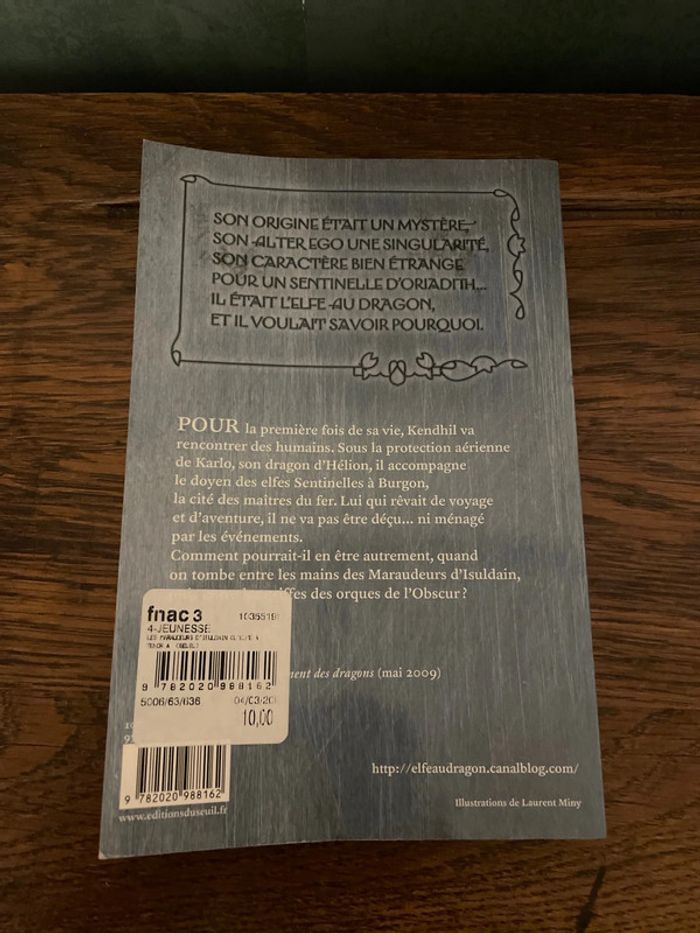 SON ORIGINE ÉTAIT UN MYSTÈRE,
SON ALTER EGO UNE SINGULARITÉ,
SON CARACTÈRE BIEN ÉTRANGE
POUR UN SENTINELLE D'ORIADITH...
IL ÉTAIT L'ELFE AU DRAGON,
ET IL VOULAIT SAVOIR POURQUOI.
POUR la première fois de sa vie, Kendhil va
rencontrer des humains. Sous la protection aérienne
de Karlo, son dragon d'Hélion, il accompagne
le doyen des elfes Sentinelles à Burgon,
la cité des maîtres du fer. Lui qui rêvait de voyage
et d'aventure, il ne va pas être déçu... ni ménagé
par les événements.
Comment pourrait-il en être autrement, quand
on tombe entre les mains des Maraudeurs d'Isuldain,
des orques de l'Obscur ?
fnac 3
4-JEUNESSE
LES MARAUDEURS D'ISULDAIN
9 782020 988162
5006/63/636
10,00
des dragons (mai 2009)
9 782020 988162
www.editionsduseuil.fr
http://elfeaudragon.canalblog.com/
Illustrations de Laurent Miny